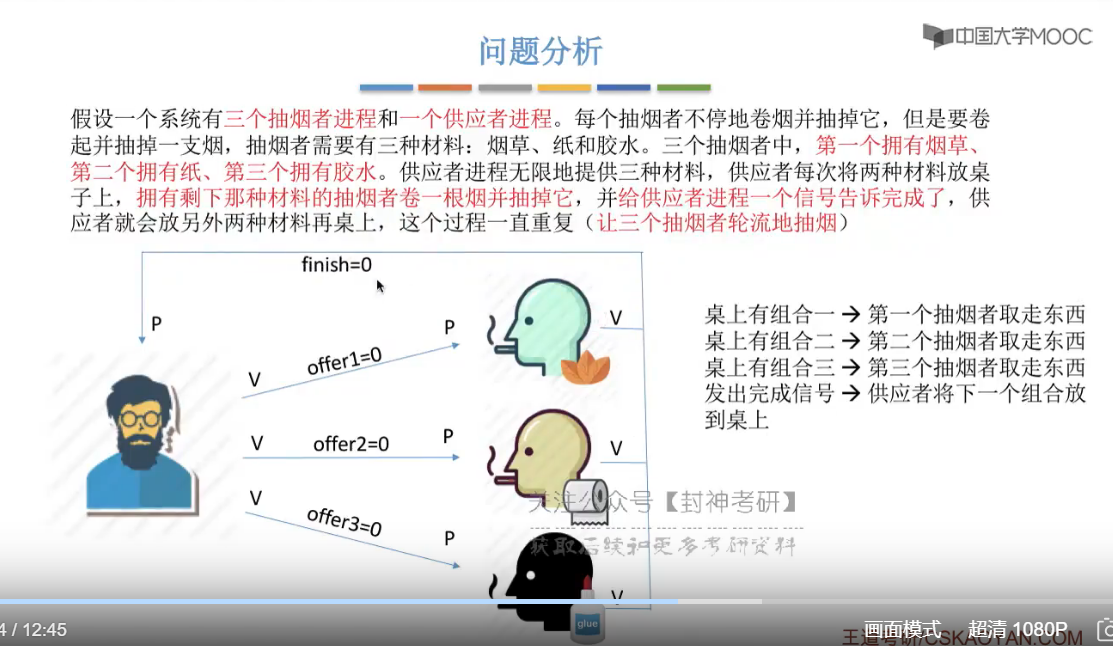 中国大学MOOC
问题分析
假设一个系统有三个抽烟者进程和一个供应者进程。每个抽烟者不停地卷烟并抽掉它，但是要卷
起并抽掉一支烟，抽烟者需要有三种材料：烟草、纸和胶水。三个抽烟者中，第一个拥有烟草、
第二个拥有纸、第三个拥有胶水。供应者进程无限地提供三种材料，供应者每次将两种材料放桌
子上，拥有剩下那种材料的抽烟者卷一根烟并抽掉它，并给供应者进程一个信号告诉完成了，供
应者就会放另外两种材料再桌上，这个过程一直重复（让三个抽烟者轮流地抽烟）
finish=0
P
V
offer1=0
P
V
V
offer2=0
P
V
V
offer3=0
P
V
glue
桌上有组合一 → 第一个抽烟者取走东西
桌上有组合二 → 第二个抽烟者取走东西
桌上有组合三 → 第三个抽烟者取走东西
发出完成信号 → 供应者将下一个组合放
到桌上
关注公众号【封神考研】
获取后续和更多考研资料
4 / 12:45
画面模式
超清 1080P
王道考研/CSKAOYAN.COM